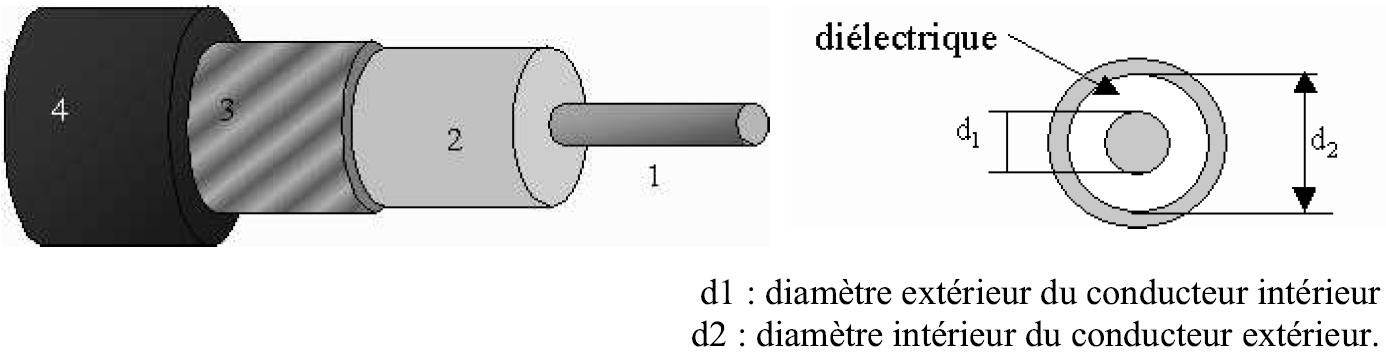 4
3
2
1
diélectrique
d1
d2
d1 : diamètre extérieur du conducteur intérieur
d2 : diamètre intérieur du conducteur extérieur.